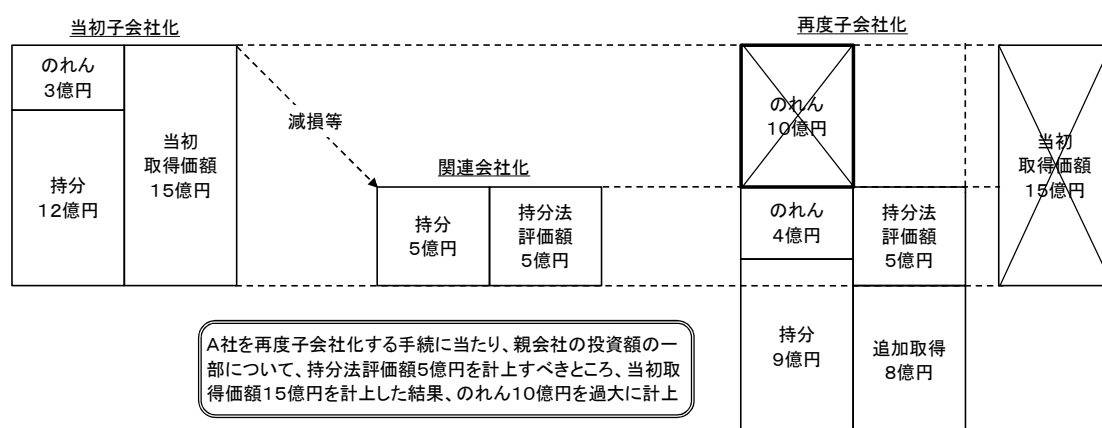 当初子会社化
のれん
3億円
持分
12億円
当初
取得価額
15億円
減損等
関連会社化
持分
5億円
持分法
評価額
5億円
再度子会社化
のれん
10億円
のれん
4億円
持分法
評価額
5億円
持分
9億円
追加取得
8億円
当初
取得価額
15億円
A社を再度子会社化する手続に当たり、親会社の投資額の一
部について、持分法評価額5億円を計上すべきところ、当初取
得価額15億円を計上した結果、のれん10億円を過大に計上